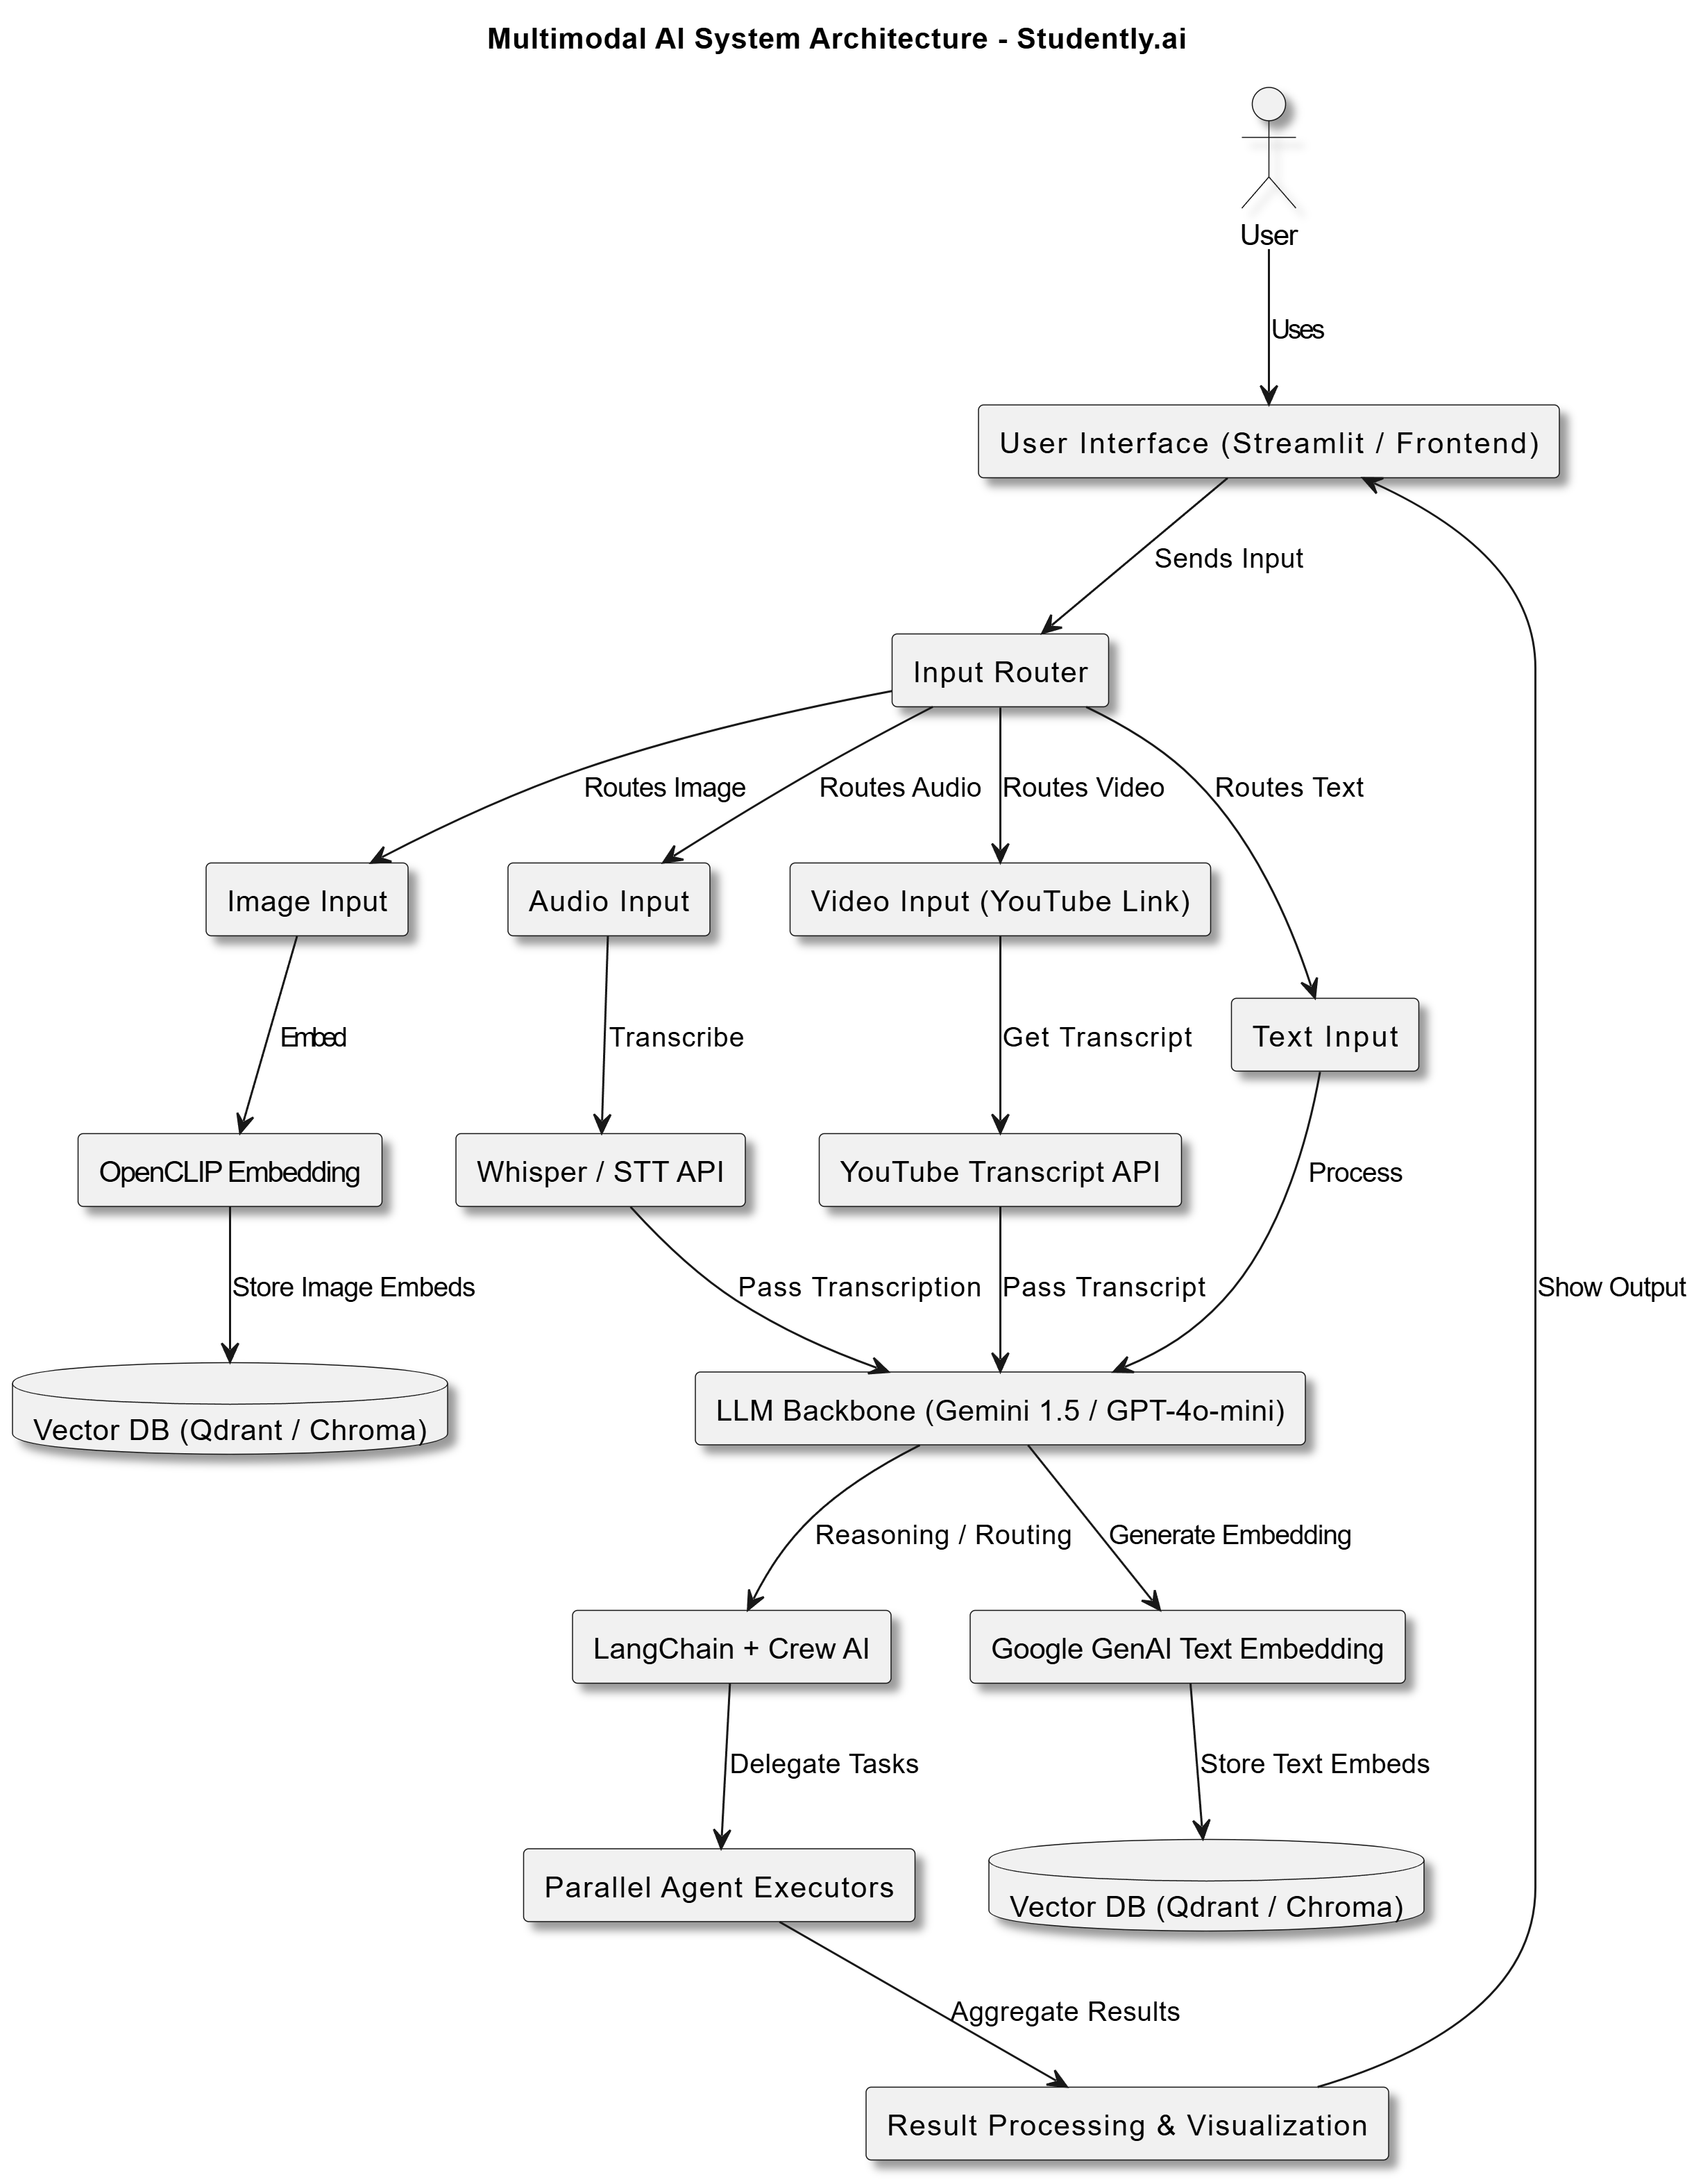 Multimodal AI System Architecture - Studently.ai
User
Uses
User Interface (Streamlit / Frontend)
Sends Input
Input Router
Routes Image
Routes Audio
Routes Video
Routes Text
Image Input
Audio Input
Video Input (YouTube Link)
Text Input
Embed
Transcribe
Get Transcript
OpenCLIP Embedding
Whisper / STT API
YouTube Transcript API
Process
Store Image Embeds
Pass Transcription
Pass Transcript
Show Output
Vector DB (Qdrant / Chroma)
LLM Backbone (Gemini 1.5 / GPT-4o-mini)
Reasoning / Routing
Generate Embedding
LangChain + Crew AI
Google GenAI Text Embedding
Delegate Tasks
Store Text Embeds
Parallel Agent Executors
Vector DB (Qdrant / Chroma)
Aggregate Results
Result Processing & Visualization